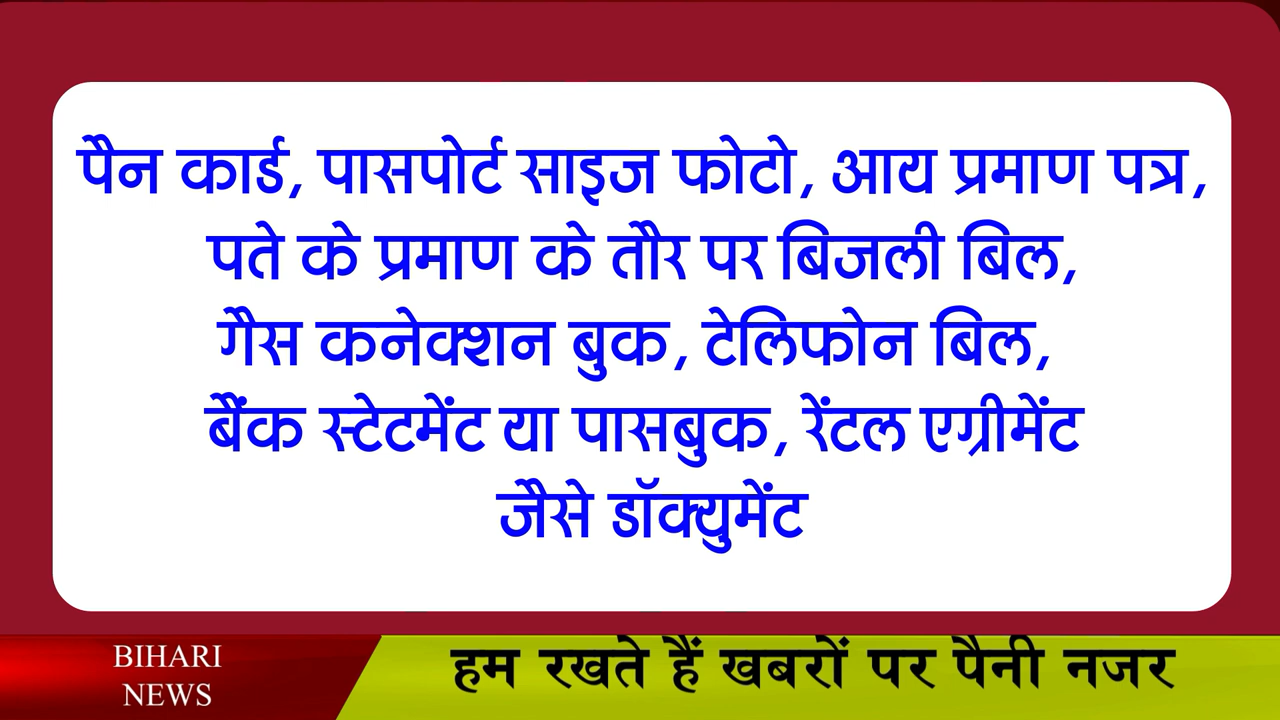 पैन कार्ड, पासपोर्ट साइज फोटो, आय प्रमाण पत्र,
पते के प्रमाण के तौर पर बिजली बिल,
गैस कनेक्शन बुक, टेलिफोन बिल,
बैंक स्टेटमेंट या पासबुक, रेंटल एग्रीमेंट
जैसे डॉक्युमेंट
BIHARI
NEWS
हम रखते हैं खबरों पर पैनी नजर